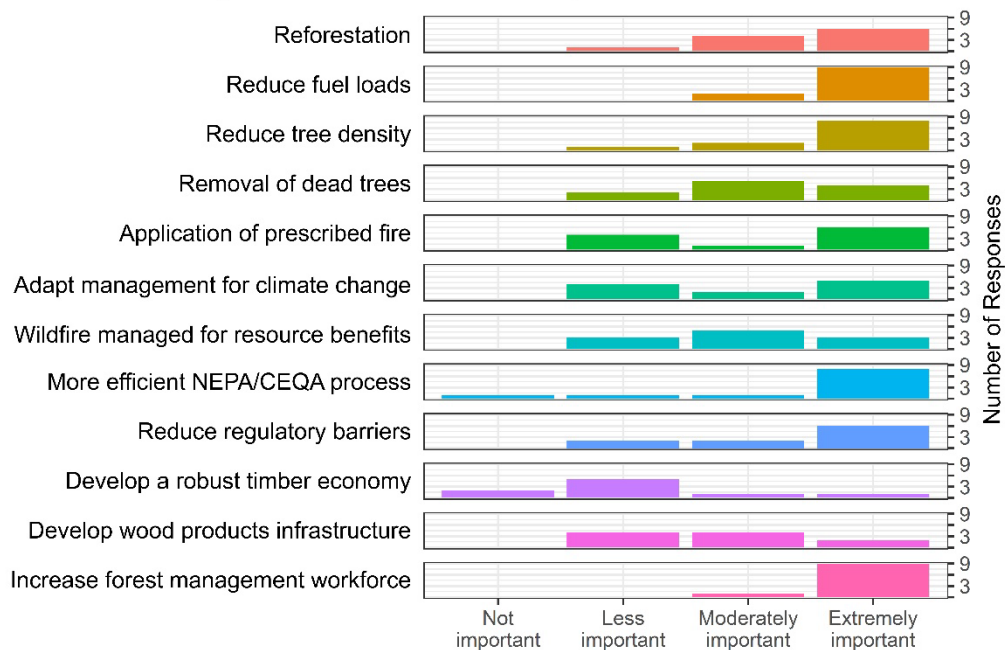 Reforestation
9
3
Reduce fuel loads
9
3
Reduce tree density
9
3
Removal of dead trees
9
3
Application of prescribed fire
9
3
Adapt management for climate change
9
3
Wildfire managed for resource benefits
9
3
More efficient NEPA/CEQA process
9
3
Reduce regulatory barriers
9
3
Develop a robust timber economy
9
3
Develop wood products infrastructure
9
3
Increase forest management workforce
9
3
Number of Responses
Not
important
Less
important
Moderately
important
Extremely
important